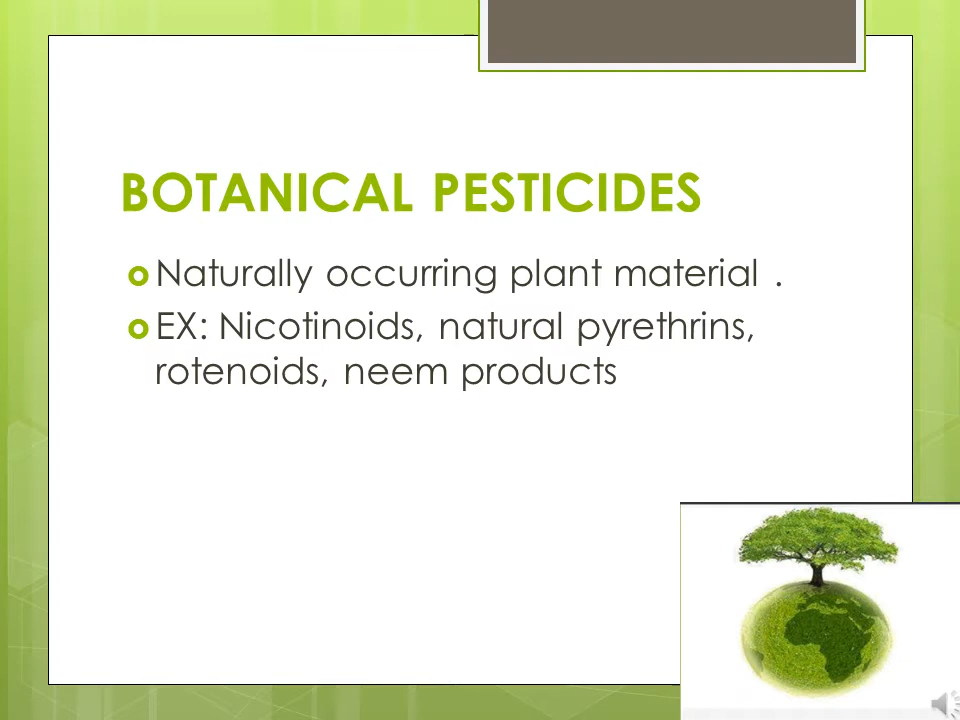 BOTANICAL PESTICIDES
Naturally occurring plant material .
EX: Nicotinoids, natural pyrethrins,
rotenoids, neem products